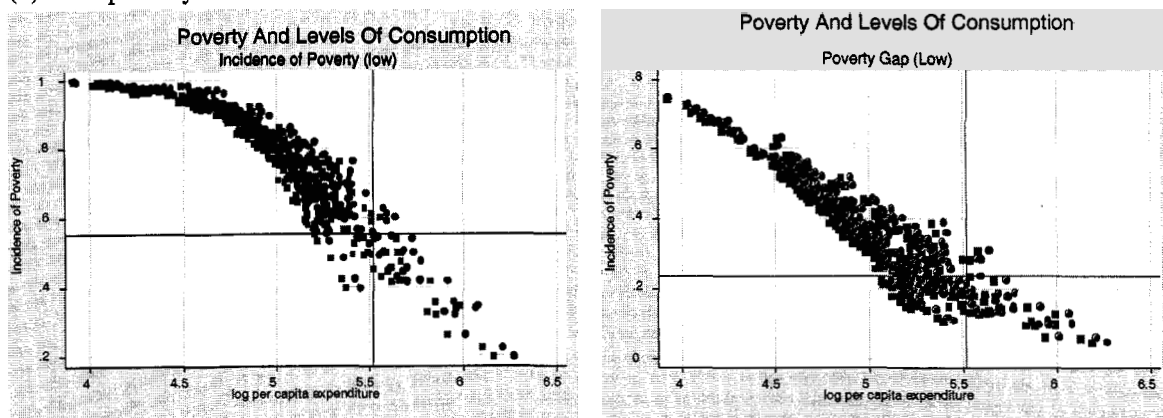 Poverty And Levels Of Consumption
Incidence of Poverty (low)
Incidence of Poverty
1
.8
.6
.4
.2
4
4.5
5
5.5
6
6.5
log per capita expenditure
Poverty And Levels Of Consumption
Poverty Gap (Low)
Incidence of Poverty
.8
.6
.4
.2
0
4
4.5
5
5.5
6
6.5
log per capita expenditure